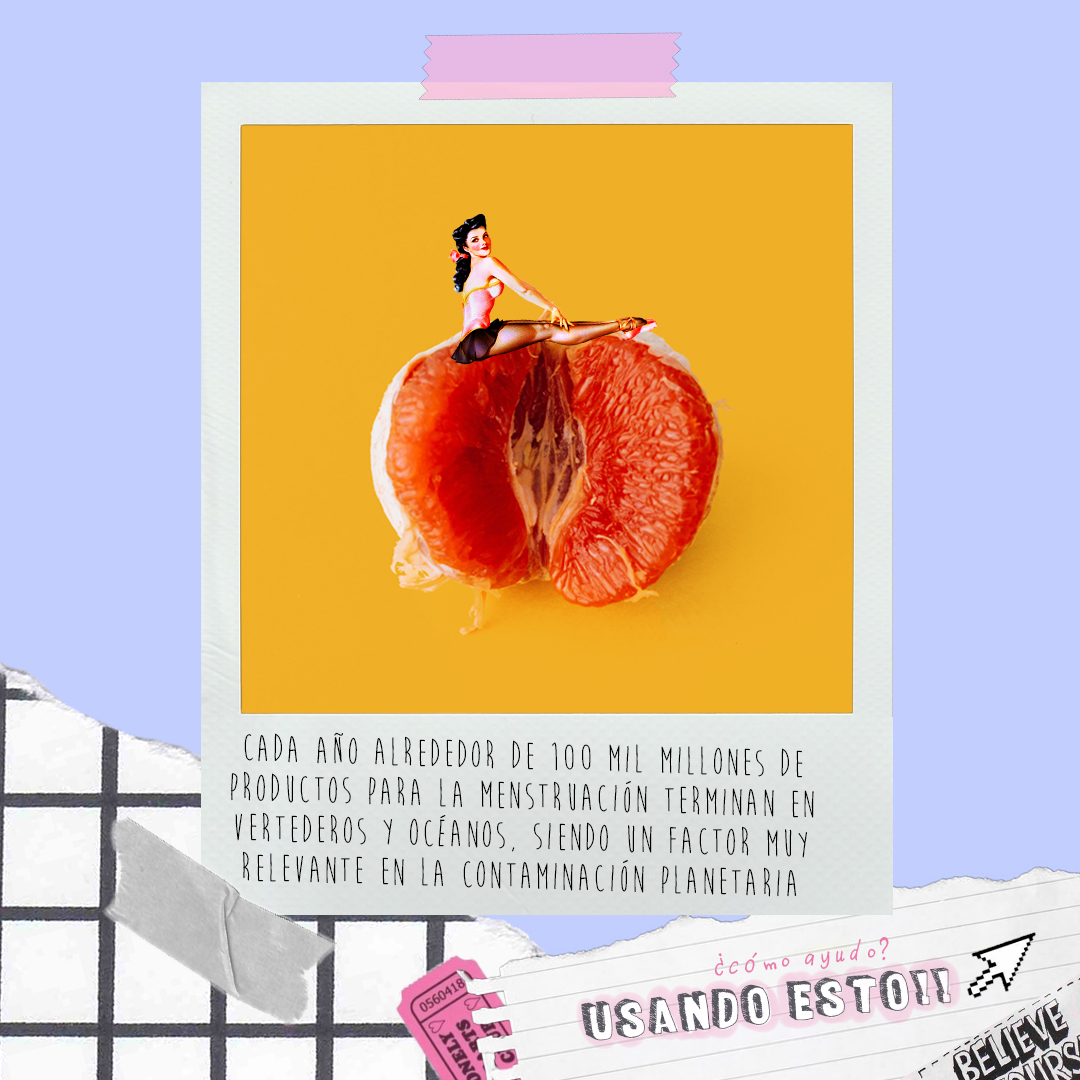 CADA AÑO ALREDEDOR DE 100 MIL MILLONES DE
PRODUCTOS PARA LA MENSTRUACIÓN TERMINAN EN
VERTEDEROS Y OCÉANOS, SIENDO UN FACTOR MUY
RELEVANTE EN LA CONTAMINACIÓN PLANETARIA
¿cómo ayudo?
USANDO ESTO!!
0560418
BELIEVE